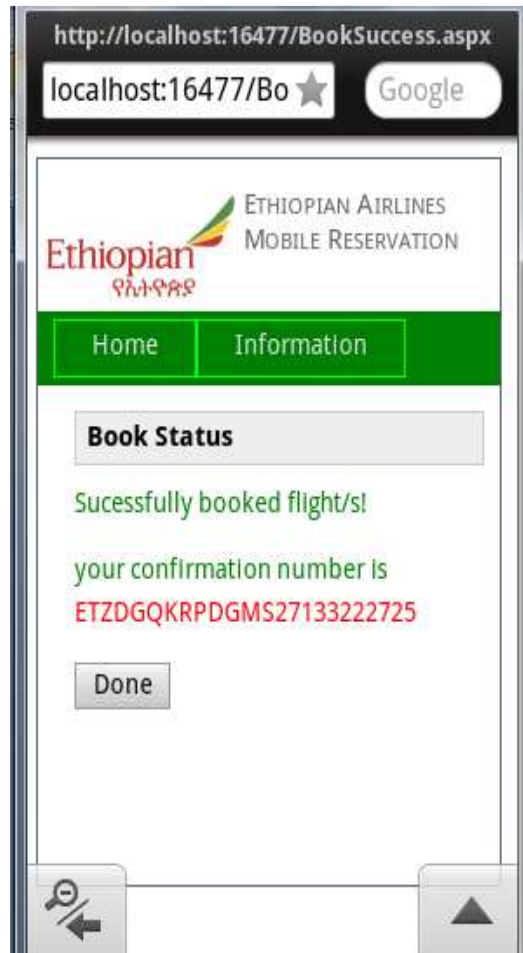 http://localhost:16477/BookSuccess.aspx
localhost:16477/Bo
Google
ETHIOPIAN AIRLINES
MOBILE RESERVATION
Ethiopian
የኢትዮጵያ
Home
Information
Book Status
Sucessfully booked flight/s!
your confirmation number is
ETZDGQKRPDGMS27133222725
Done